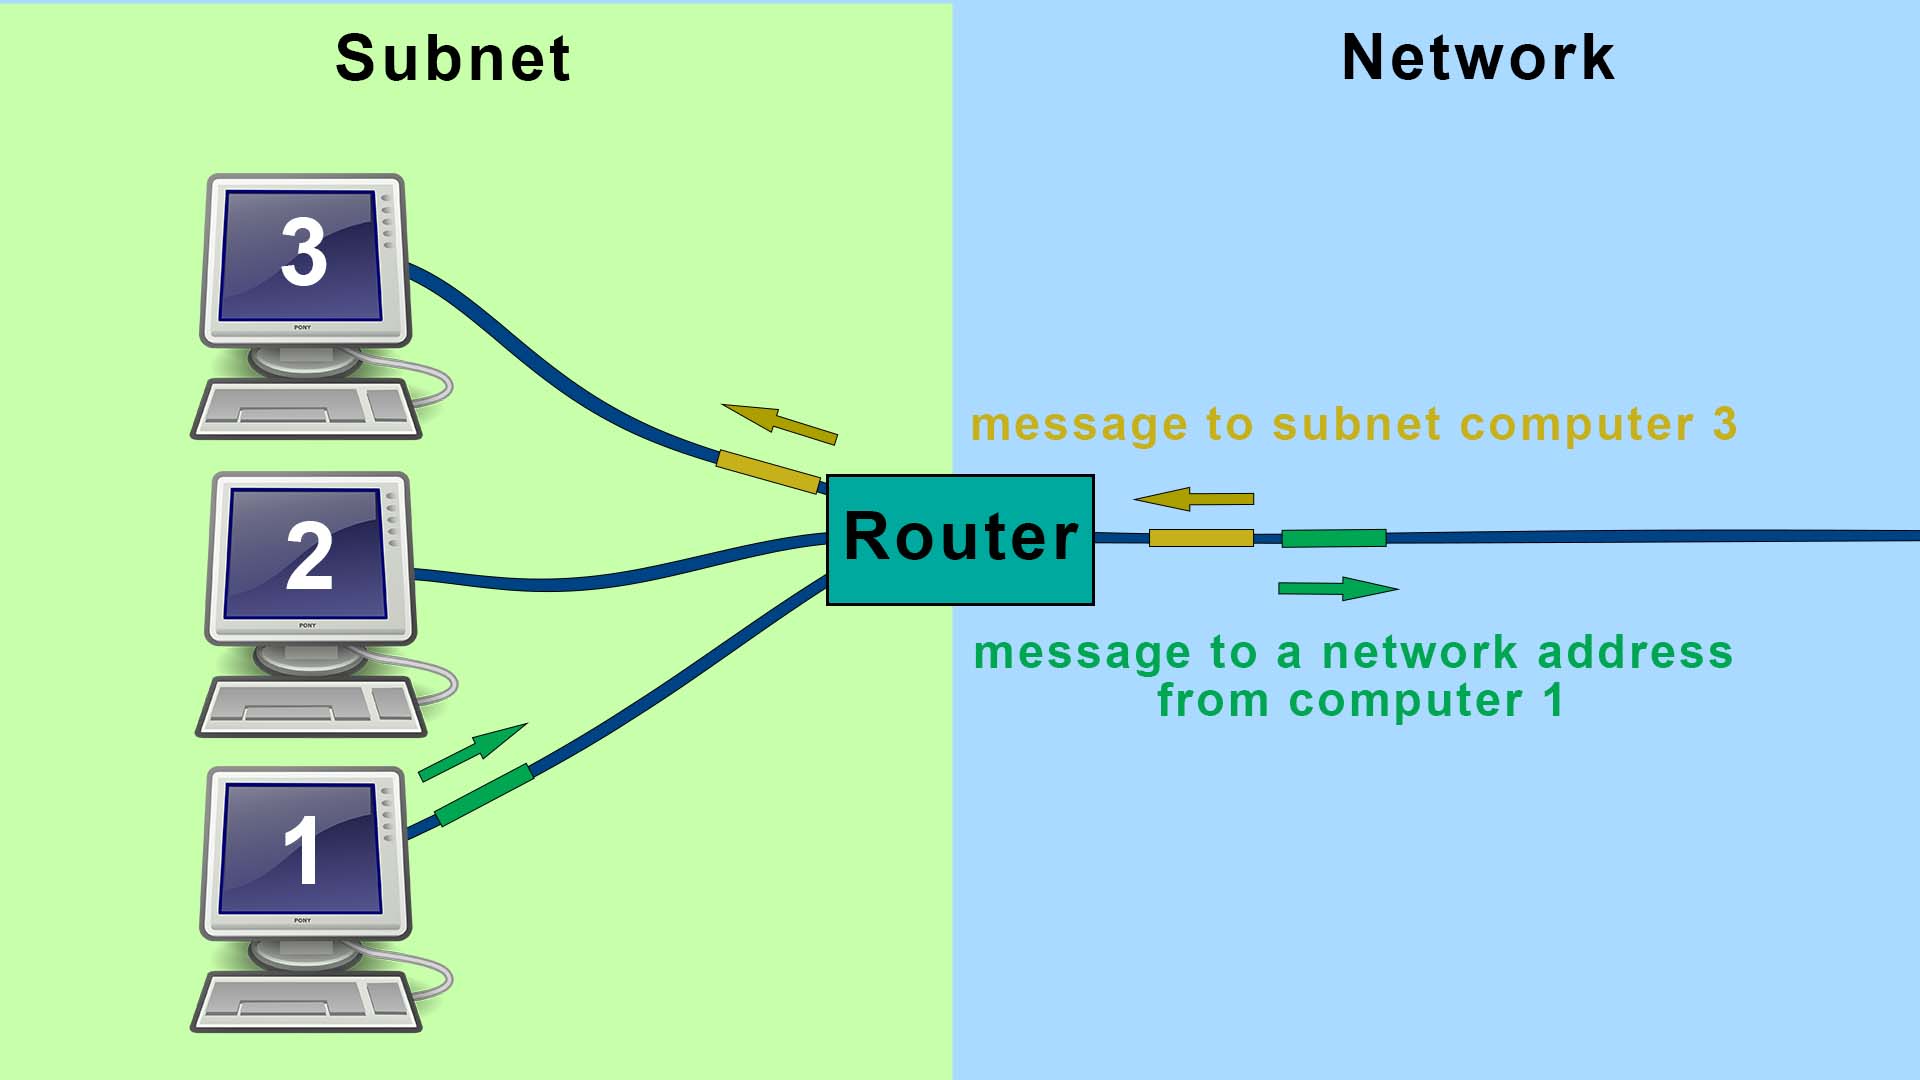 Subnet
Network
3
PONY
message to subnet computer 3
2
Router
PONY
message to a network address
from computer 1
1
PONY